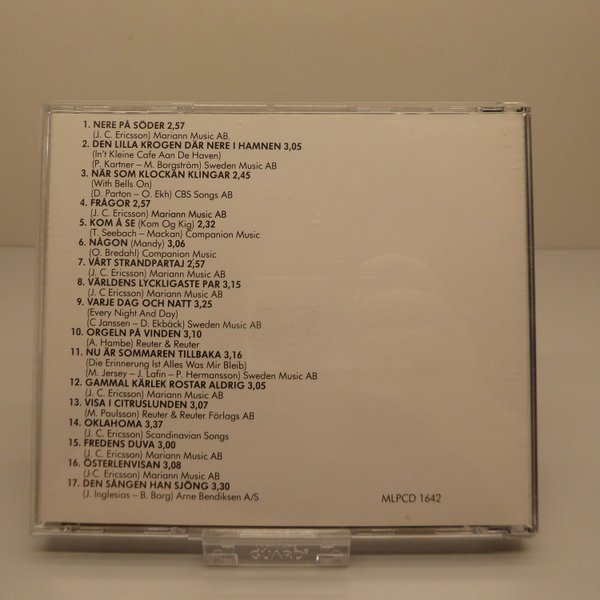 1. NERE PÅ SÖDER 2,57
(J. C. Ericsson) Mariann Music AB.
2. DEN LILLA KROGEN DÄR NERE I HAMNEN 3,05
(In't Kleine Cafe Aan De Haven)
(P. Kartner – M. Borgström) Sweden Music AB
3. NÄR SOM KLOCKAN KLINGAR 2,45
(With Bells On)
(D. Parton – O. Ekh) CBS Songs AB
4. FRÅGOR 2,57
(J. C. Ericsson) Mariann Music AB
5. KOM Å SE (Kom Og Kig) 2,32
(T. Seebach – Mackan) Companion Music
6. NÅGON (Mandy) 3,06
(O. Bredahl) Companion Music
7. VÅRT STRANDPARTAJ 2,57
(J. C. Ericsson) Mariann Music AB
8. VÄRLDENS LYCKLIGASTE PAR 3,15
(J. C Ericsson) Mariann Music AB
9. VARJE DAG OCH NATT 3,25
(Every Night And Day)
(C Janssen – D. Ekbäck) Sweden Music AB
10. ORGELN PÅ VINDEN 3,10
(A. Hambe) Reuter & Reuter
11. NU ÄR SOMMAREN TILLBAKA 3,16
(Die Erinnerung Ist Alles Was Mir Bleib)
(M. Jersey – J. Lafin – P. Hermansson) Sweden Music AB
12. GAMMAL KÄRLEK ROSTAR ALDRIG 3,05
(J. C. Ericsson) Mariann Music AB
13. VISA I CITRUSLUNDEN 3,07
(M. Paulsson) Reuter & Reuter Förlags AB
14. OKLAHOMA 3,37
(J. C. Ericsson) Scandinavian Songs
15. FREDENS DUVA 3,00
(J. C. Ericsson) Mariann Music AB
16. ÖSTERLENVISAN 3,08
(J-C. Ericsson) Mariann Music AB
17. DEN SÅNGEN HAN SJÖNG 3,30
(J. Inglesias – B. Borg) Arne Bendiksen A/S
MLPCD 1642
GUARD